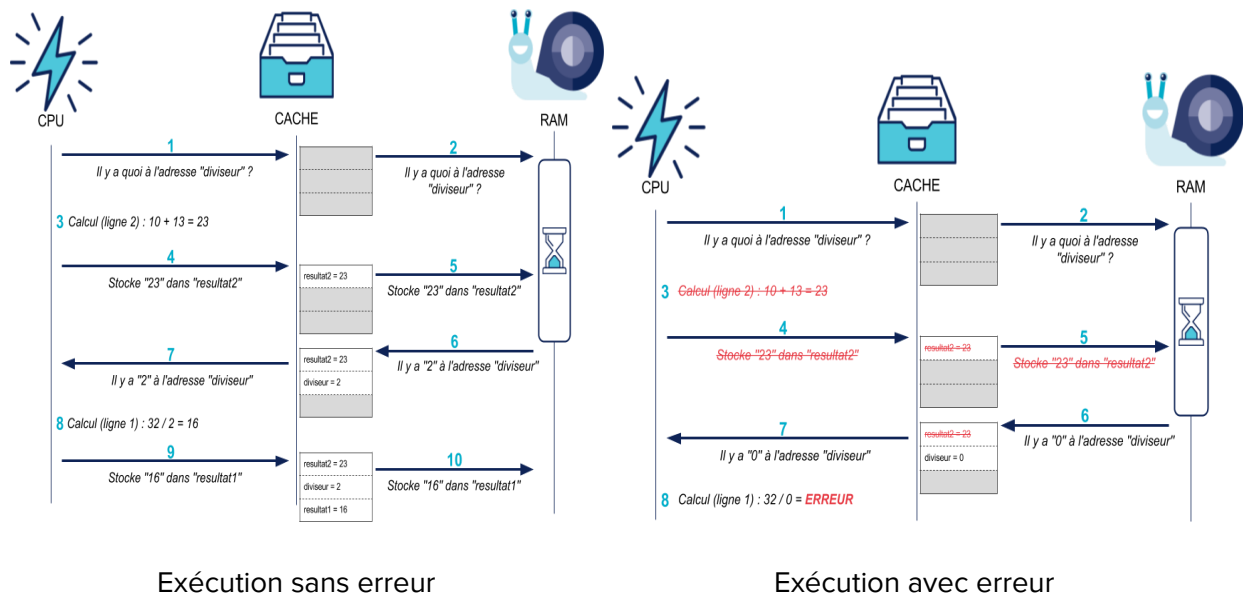 CPU
CACHE
RAM
1
Il y a quoi à l'adresse "diviseur" ?
2
Il y a quoi à l'adresse
"diviseur" ?
3 Calcul (ligne 2) : 10 + 13 = 23
4
Stocke "23" dans "resultat2"
resultat2 = 23
5
Stocke "23" dans "resultat2"
6
Il y a "2" à l'adresse "diviseur"
7
Il y a "2" à l'adresse "diviseur"
resultat2 = 23
diviseur = 2
8 Calcul (ligne 1) : 32 / 2 = 16
9
Stocke "16" dans "resultat1"
resultat2 = 23
diviseur = 2
resultat1 = 16
10
Stocke "16" dans "resultat1"
Exécution sans erreur
CPU
CACHE
RAM
1
Il y a quoi à l'adresse "diviseur" ?
2
Il y a quoi à l'adresse
"diviseur" ?
3 Calcul (ligne 2) : 10 + 13 = 23
4
Stocke "23" dans "resultat2"
resultat2 = 23
5
Stocke "23" dans "resultat2"
6
Il y a "0" à l'adresse "diviseur"
7
Il y a "0" à l'adresse "diviseur"
resultat2 = 23
diviseur = 0
8 Calcul (ligne 1) : 32 / 0 = ERREUR
Exécution avec erreur